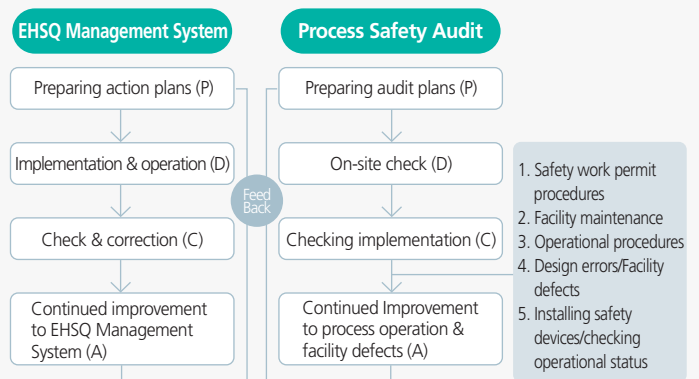 EHSQ Management System
Preparing action plans (P)
Implementation & operation (D)
Check & correction (C)
Continued improvement
to EHSQ Management
System (A)
Feed
Back
Process Safety Audit
Preparing audit plans (P)
On-site check (D)
Checking implementation (C)
Continued Improvement
to process operation &
facility defects (A)
1. Safety work permit
procedures
2. Facility maintenance
3. Operational procedures
4. Design errors/Facility
defects
5. Installing safety
devices/checking
operational status